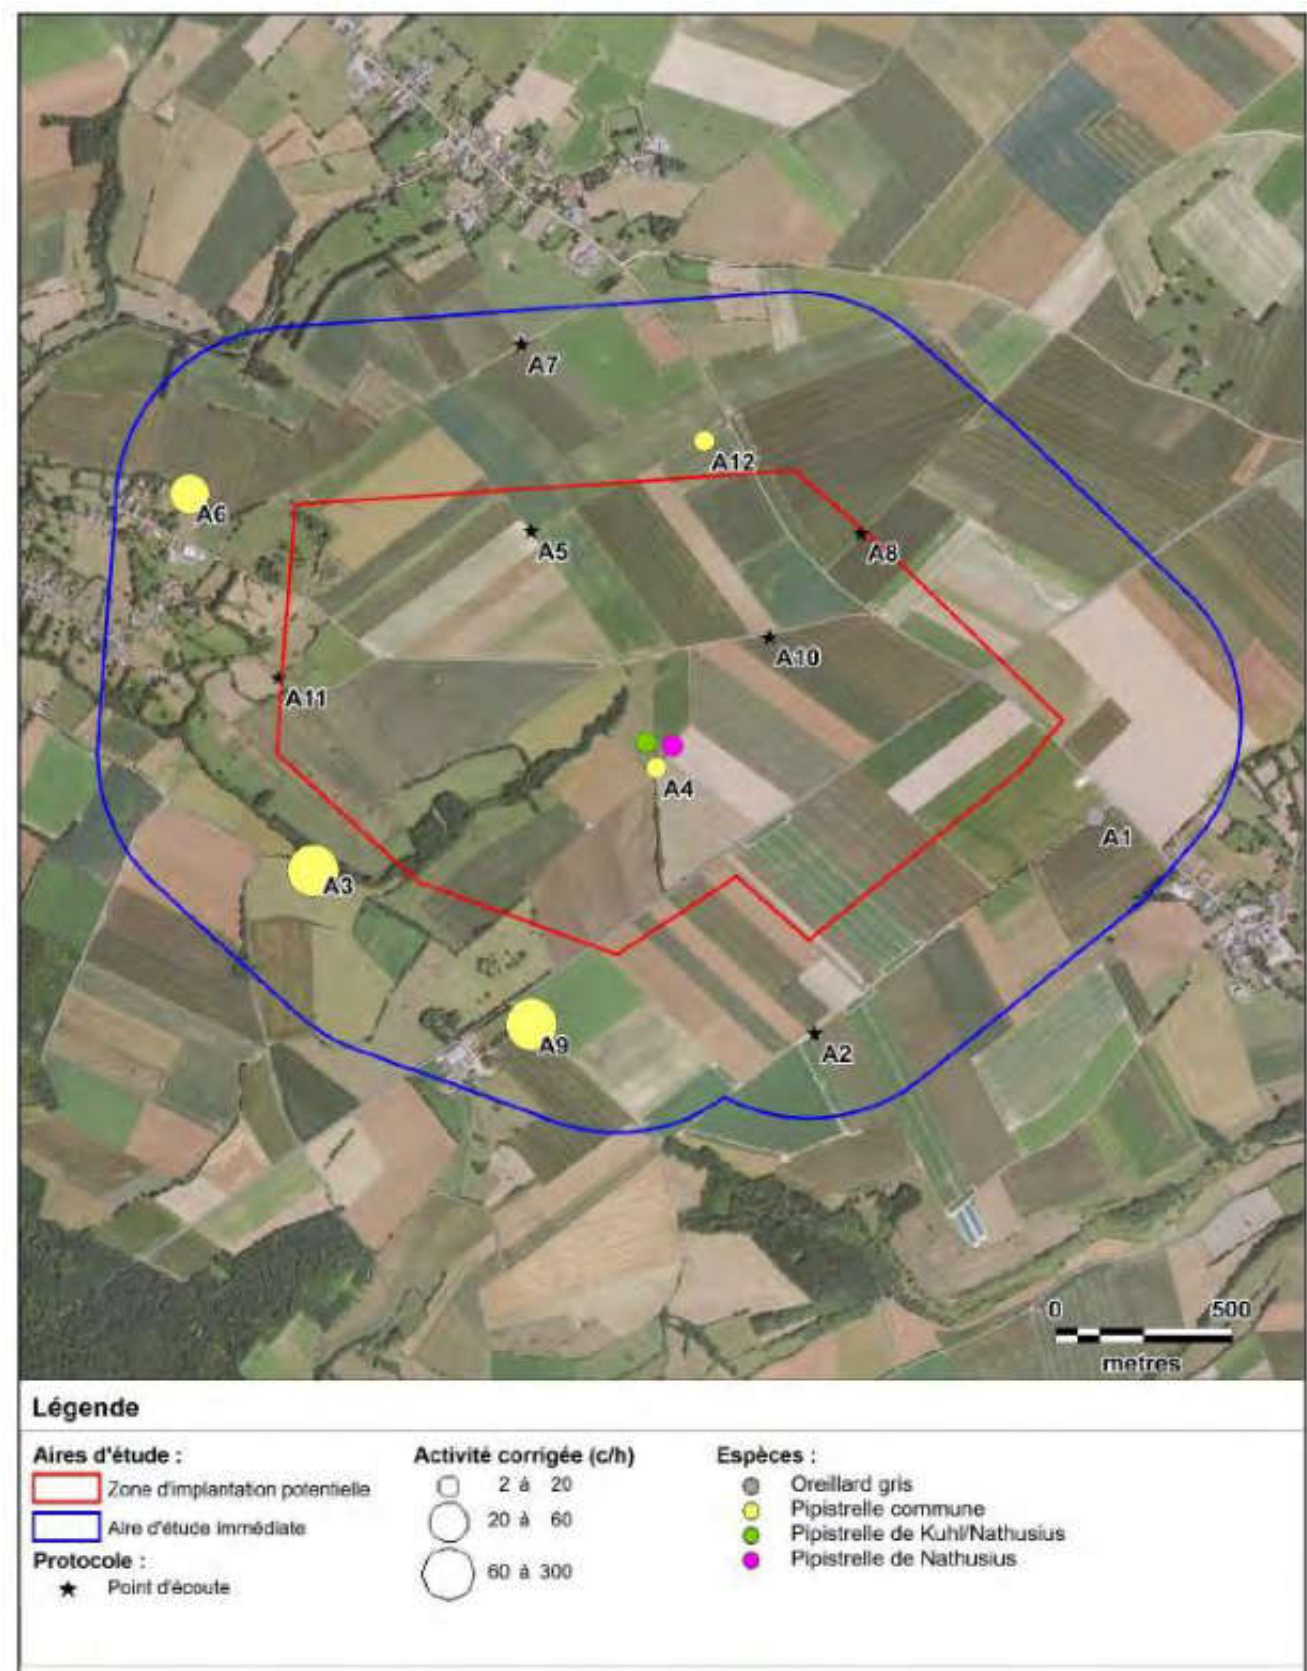 A7
A12
A6
A5
A8
A10
A11
A4
A1
A3
A9
A2
0 500
metres
Légende
Aires d'étude :
Zone d'implantation potentielle
Aire d'étude immédiate
Protocole :
Point d'écoute
Activité corrigée (c/h)
2 à 20
20 à 60
60 à 300
Espèces :
Oreillard gris
Pipistrelle commune
Pipistrelle de Kuhl/Nathusius
Pipistrelle de Nathusius